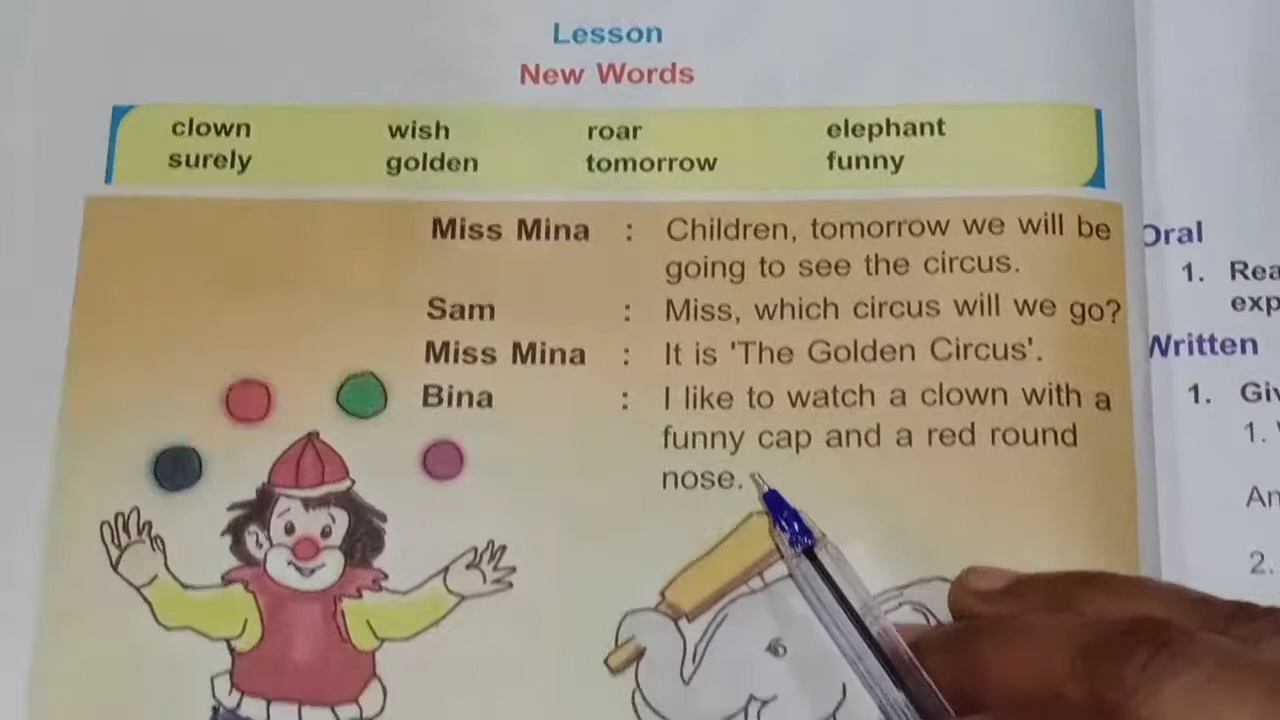 Lesson
New Words
clown wish roar elephant
surely golden tomorrow funny
Miss Mina : Children, tomorrow we will be
going to see the circus.
Sam : Miss, which circus will we go?
Miss Mina : It is 'The Golden Circus'.
Bina : I like to watch a clown with a
funny cap and a red round
nose.
Oral
1.
Written
1.
1.
2.